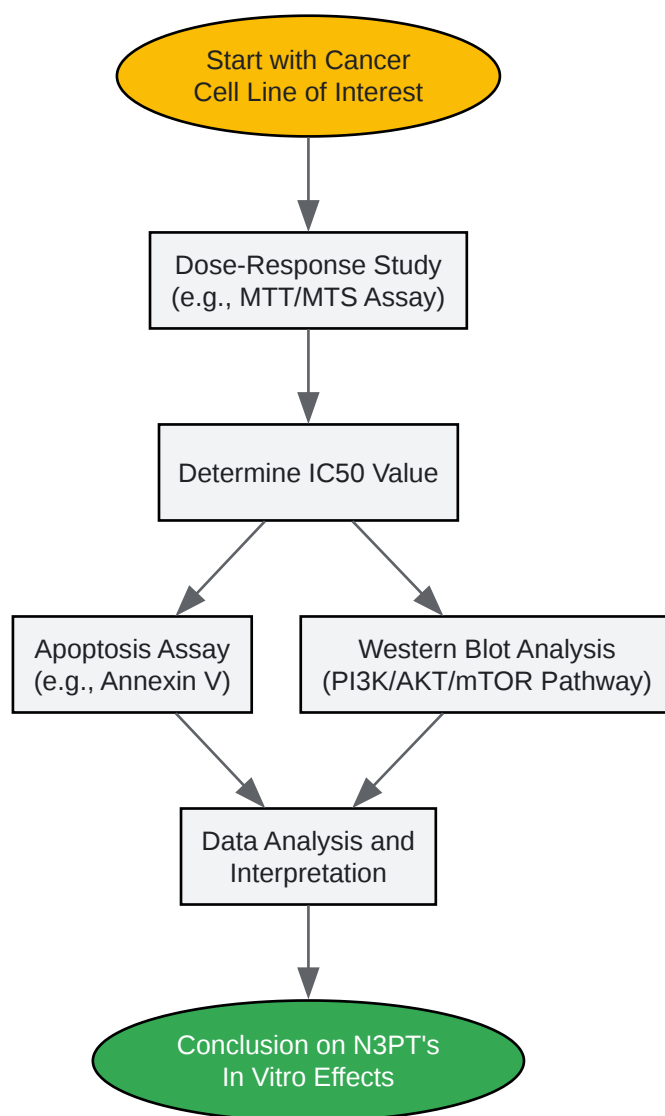 Start with Cancer
Cell Line of Interest
Dose-Response Study
(e.g., MTT/MTS Assay)
Determine IC50 Value
Apoptosis Assay
(e.g., Annexin V)
Western Blot Analysis
(PI3K/AKT/mTOR Pathway)
Data Analysis and
Interpretation
Conclusion on N3PT's
In Vitro Effects